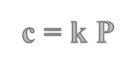 c = k P